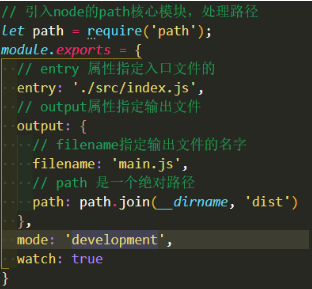 // 引入node的path核心模块，处理路径
let path = require('path');
module.exports = {
// entry 属性指定入口文件的
entry: './src/index.js',
// output属性指定输出文件
output: {
// filename指定输出文件的名字
filename: 'main.js',
// path 是一个绝对路径
path: path.join(__dirname, 'dist')
},
mode: 'development',
watch: true
}